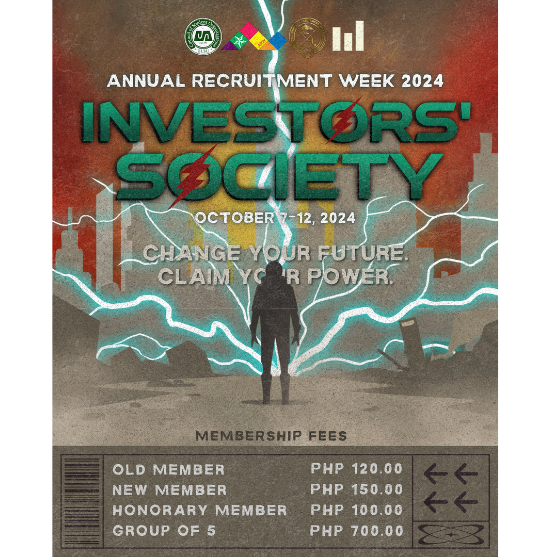 ANNUAL RECRUITMENT WEEK 2024
INVESTORS'
SOCIETY
OCTOBER 7-12, 2024
CHANGE YOUR FUTURE.
CLAIM YOUR POWER.
MEMBERSHIP FEES
OLD MEMBER PHP 120.00
NEW MEMBER PHP 150.00
HONORARY MEMBER PHP 100.00
GROUP OF 5 PHP 700.00